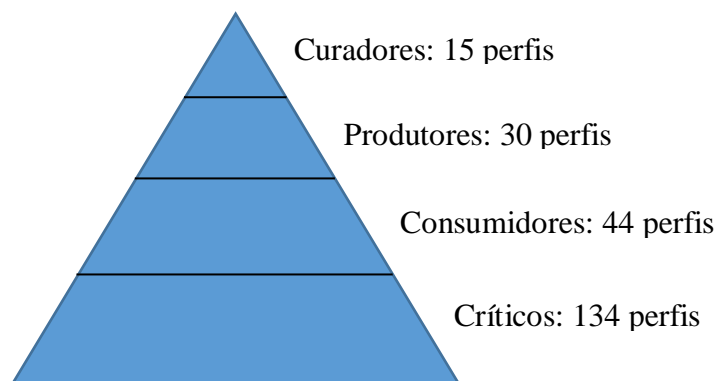 Curadores: 15 perfis
Produtores: 30 perfis
Consumidores: 44 perfis
Críticos: 134 perfis